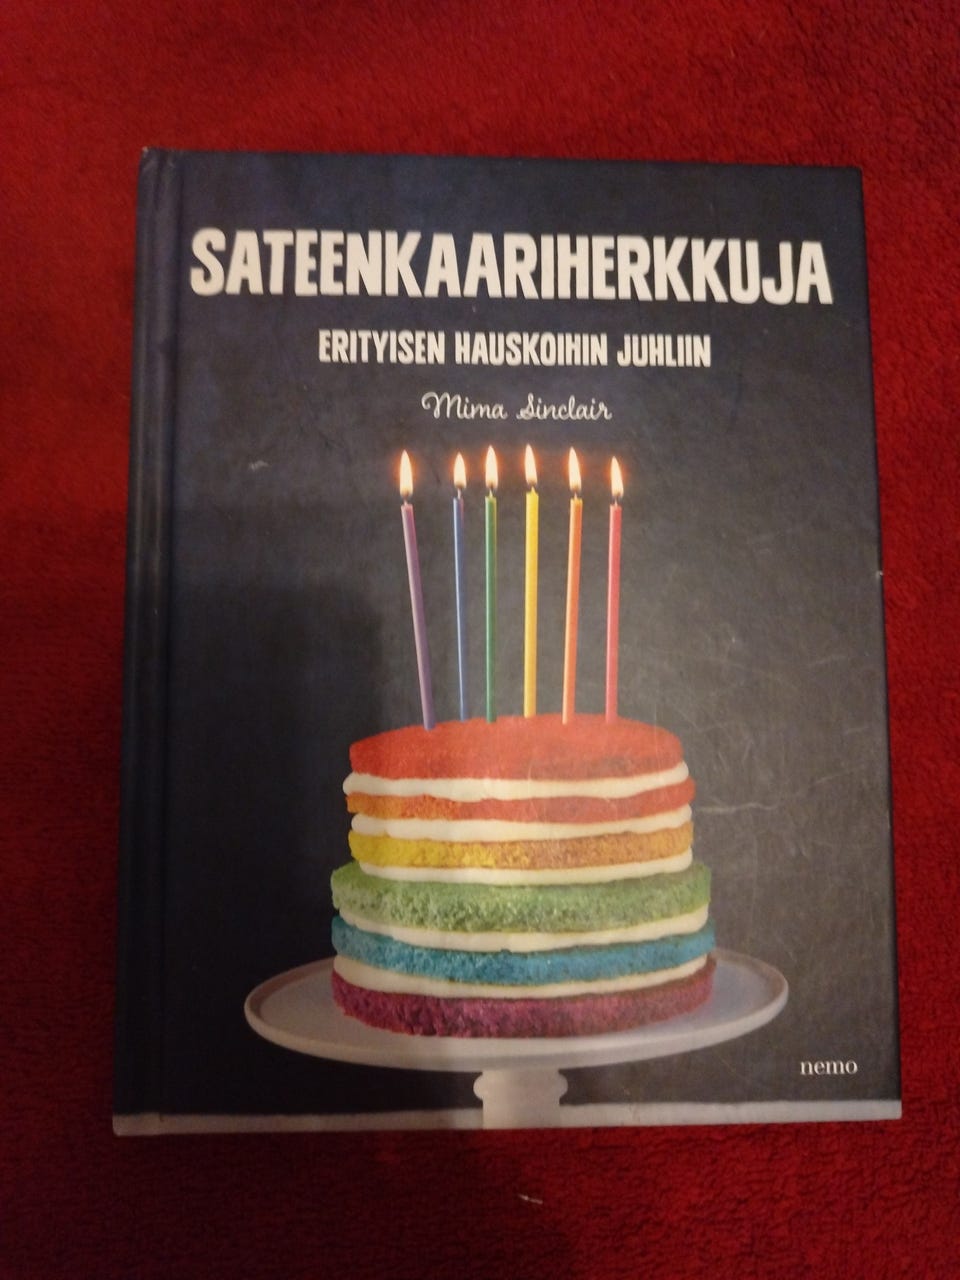 SATEENKAARIHERKKUJA
ERITYISEN HAUSKOIHIN JUHLIIN
Mima Sinclair
nemo